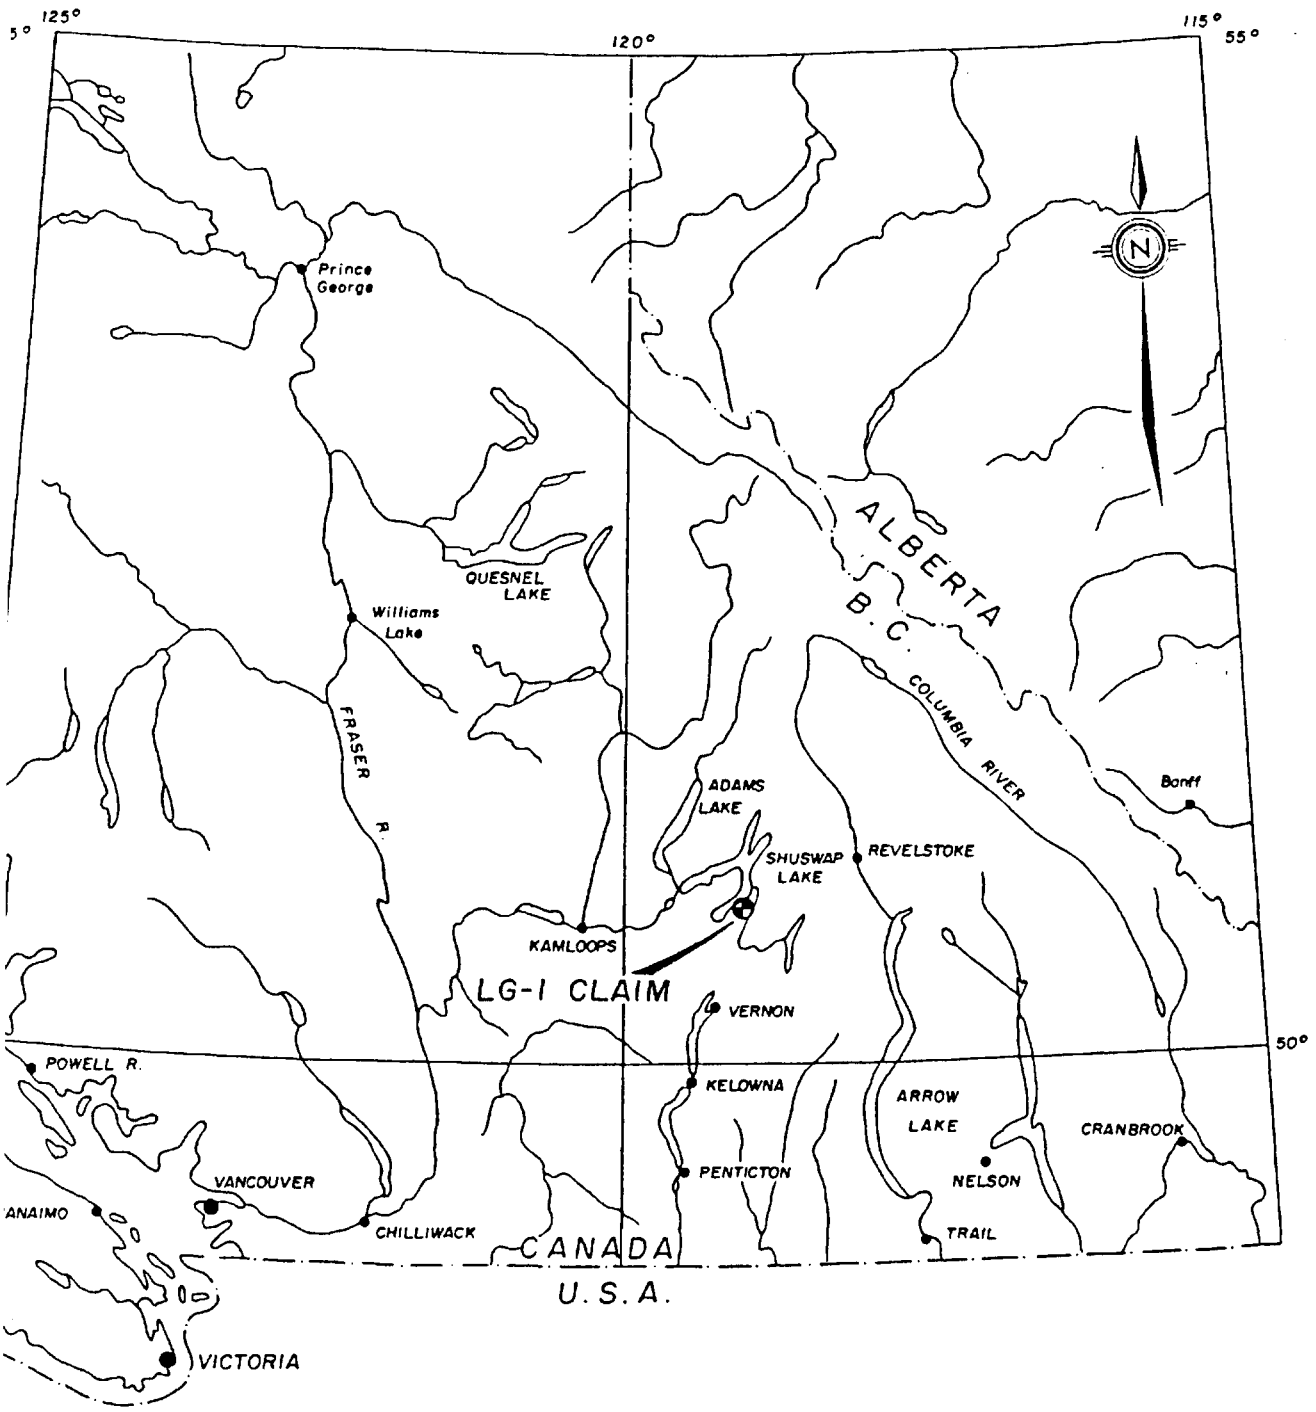 125°
5°
120°
115°
55°
N
Prince
George
ALBERTA
B.C.
QUESNEL
LAKE
Williams
Lake
FRASER R.
COLUMBIA RIVER
Banff
ADAMS
LAKE
SHUSWAP
LAKE
REVELSTOKE
KAMLOOPS
LG-1 CLAIM
VERNON
50°
POWELL R.
KELOWNA
ARROW
LAKE
CRANBROOK
PENTICTON
NELSON
VANCOUVER
ANAIMO
CHILLIWACK
TRAIL
CANADA
U.S.A.
VICTORIA